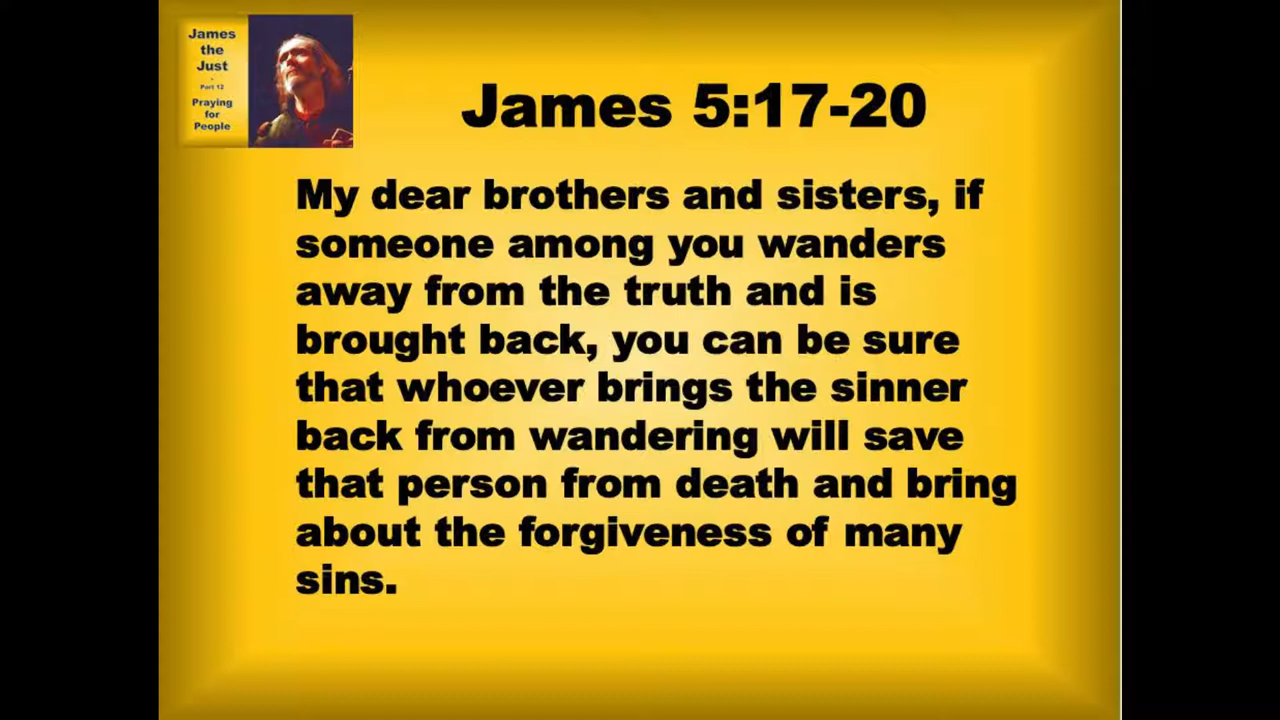 James
the
Just
-
Part 12
Praying
for
People
James 5:17-20
My dear brothers and sisters, if
someone among you wanders
away from the truth and is
brought back, you can be sure
that whoever brings the sinner
back from wandering will save
that person from death and bring
about the forgiveness of many
sins.